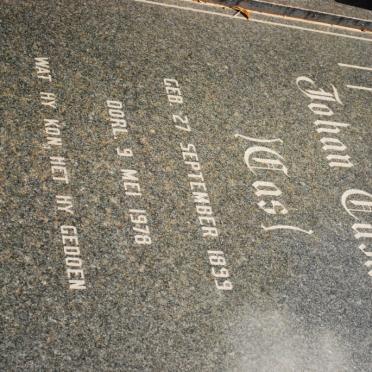 Johan
(Cas)
GEB. 27 SEPTEMBER 1899
OORL. 9 MEI 1978
WAT HY KON HET HY GEDOEN